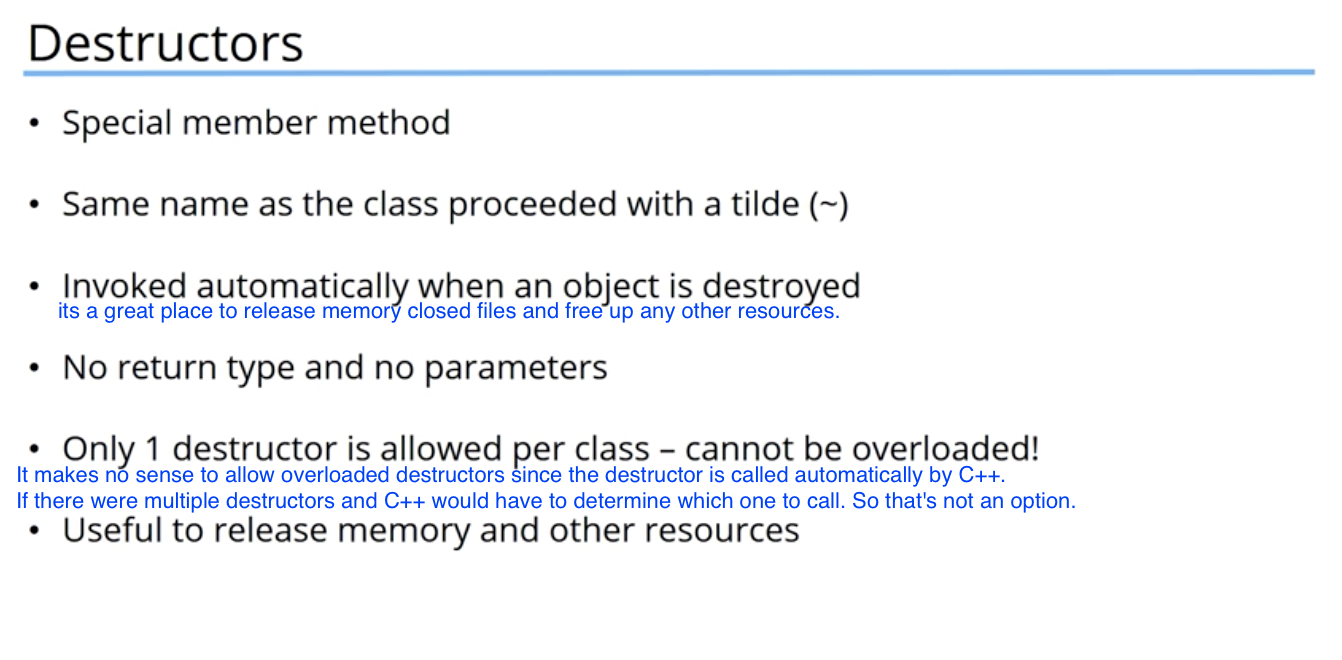 Destructors
• Special member method
• Same name as the class proceeded with a tilde (~)
• Invoked automatically when an object is destroyed
its a great place to release memory closed files and free up any other resources.
• No return type and no parameters
• Only 1 destructor is allowed per class – cannot be overloaded!
It makes no sense to allow overloaded destructors since the destructor is called automatically by C++.
If there were multiple destructors and C++ would have to determine which one to call. So that's not an option.
• Useful to release memory and other resources